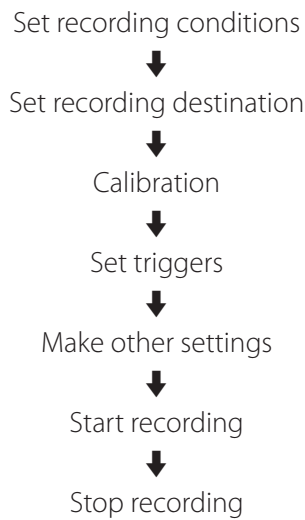 Set recording conditions
Set recording destination
Calibration
Set triggers
Make other settings
Start recording
Stop recording